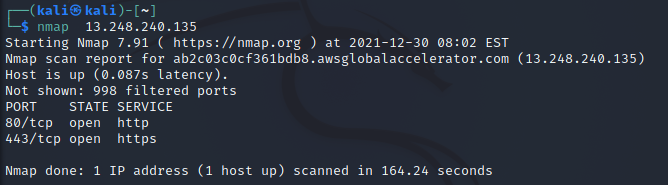 ┌──(kali㉿kali)-[~]
└─$ nmap  13.248.240.135
Starting Nmap 7.91 ( https://nmap.org ) at 2021-12-30 08:02 EST
Nmap scan report for ab2c03c0cf361bdb8.awsglobalaccelerator.com (13.248.240.135)
Host is up (0.087s latency).
Not shown: 998 filtered ports
PORT    STATE SERVICE
80/tcp  open  http
443/tcp open  https
Nmap done: 1 IP address (1 host up) scanned in 164.24 seconds